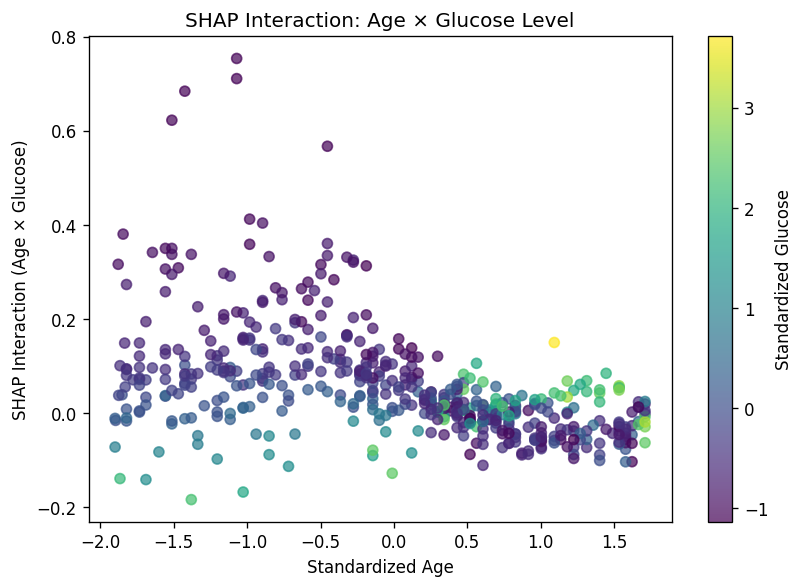 SHAP Interaction: Age × Glucose Level
0.8
0.6
0.4
0.2
0.0
−0.2
SHAP Interaction (Age × Glucose)
−2.0 −1.5 −1.0 −0.5 0.0 0.5 1.0 1.5
Standardized Age
3
2
1
0
−1
Standardized Glucose